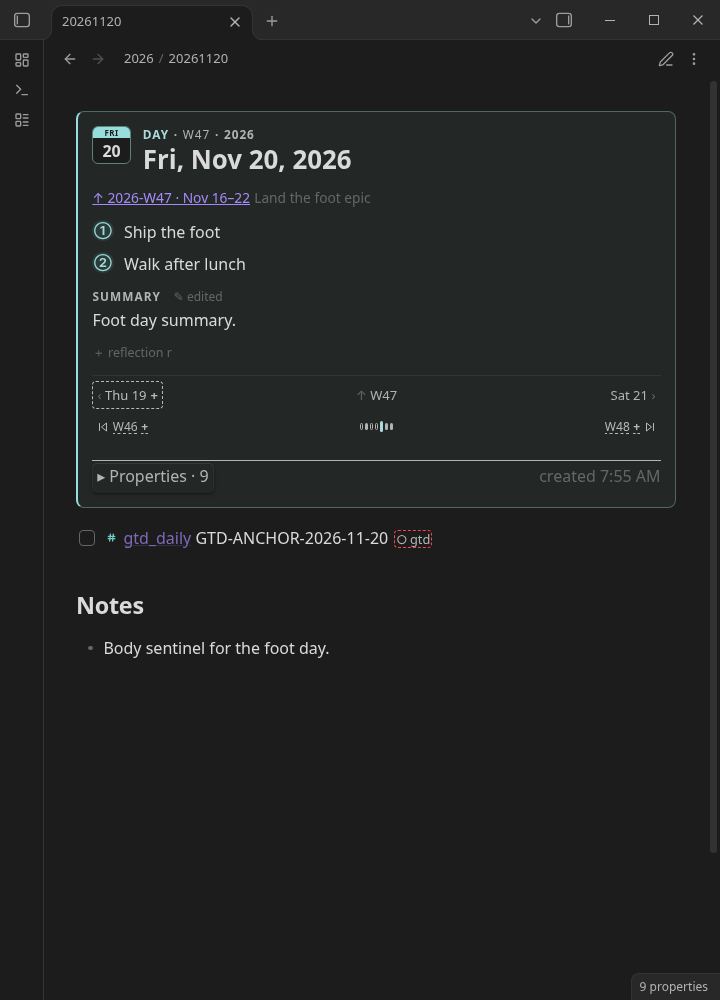 20261120
2026 / 20261120
FRI
20
DAY · W47 · 2026
Fri, Nov 20, 2026
↑ 2026-W47 · Nov 16–22 Land the foot epic
① Ship the foot
② Walk after lunch
SUMMARY ✎ edited
Foot day summary.
+ reflection r
‹ Thu 19 + ↑ W47 Sat 21 ›
W46 + W48 +
▸ Properties · 9 created 7:55 AM
# gtd_daily GTD-ANCHOR-2026-11-20 gtd
Notes
• Body sentinel for the foot day.
9 properties